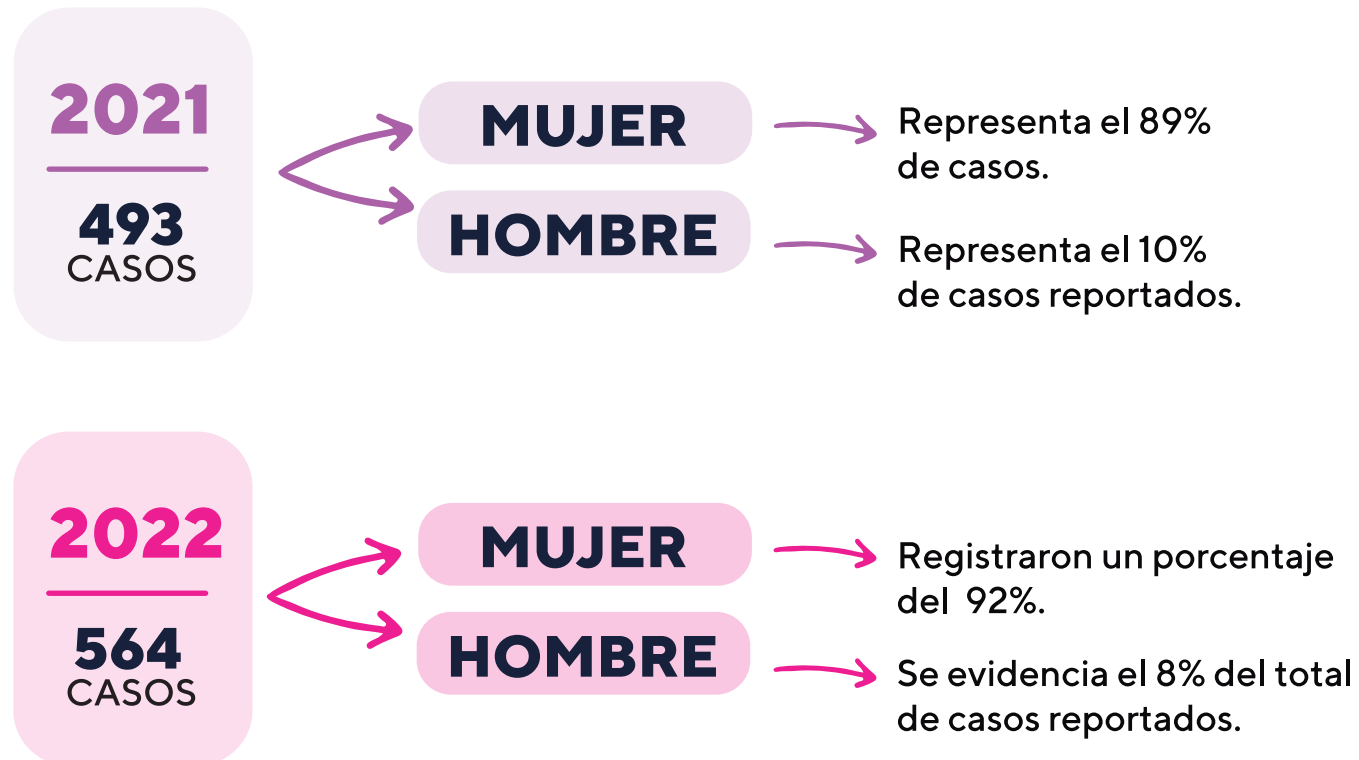 2021
493
CASOS
MUJER
Representa el 89%
de casos.
HOMBRE
Representa el 10%
de casos reportados.
2022
564
CASOS
MUJER
Registraron un porcentaje
del 92%.
HOMBRE
Se evidencia el 8% del total
de casos reportados.